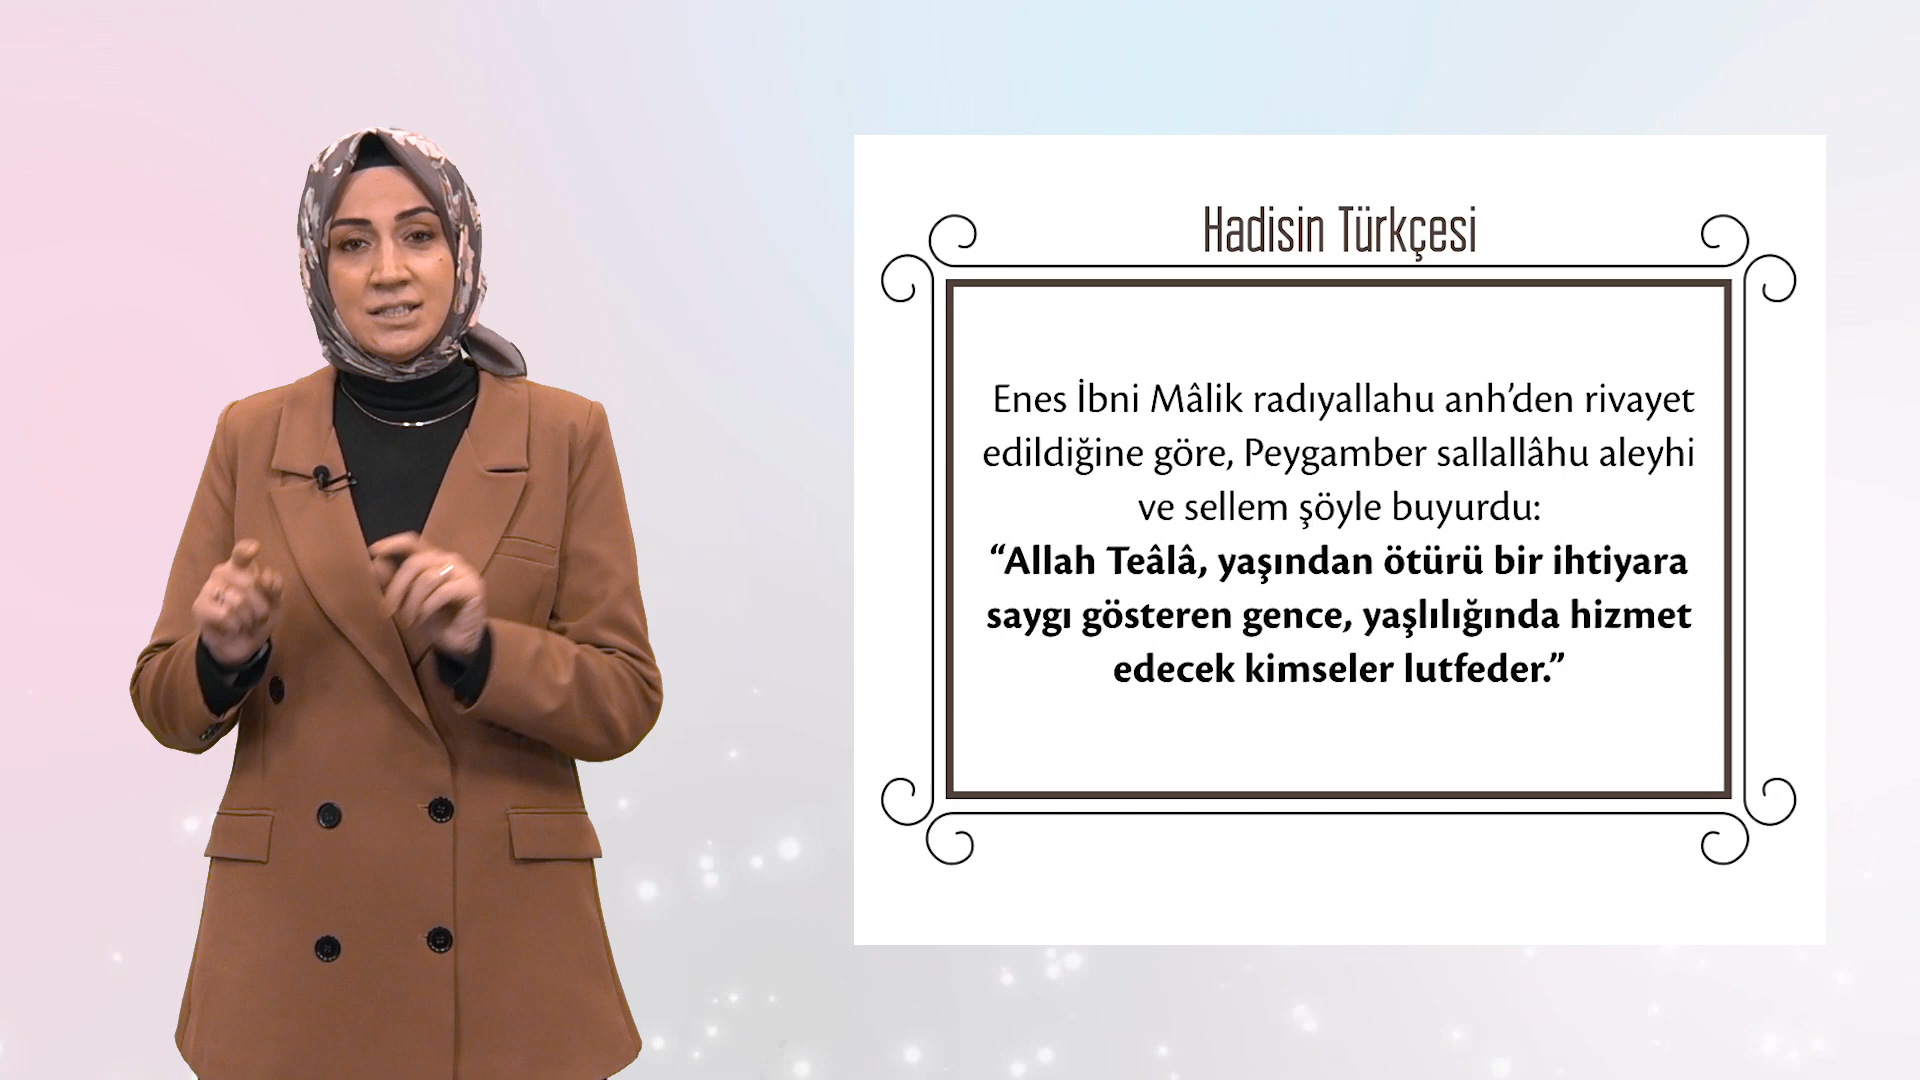 Hadisin Türkçesi
Enes İbni Mâlik radıyallahu anh’den rivayet
edildiğine göre, Peygamber sallallâhu aleyhi
ve sellem şöyle buyurdu:
“Allah Teâlâ, yaşından ötürü bir ihtiyara
saygı gösteren gence, yaşlılığında hizmet
edecek kimseler lutfeder.”